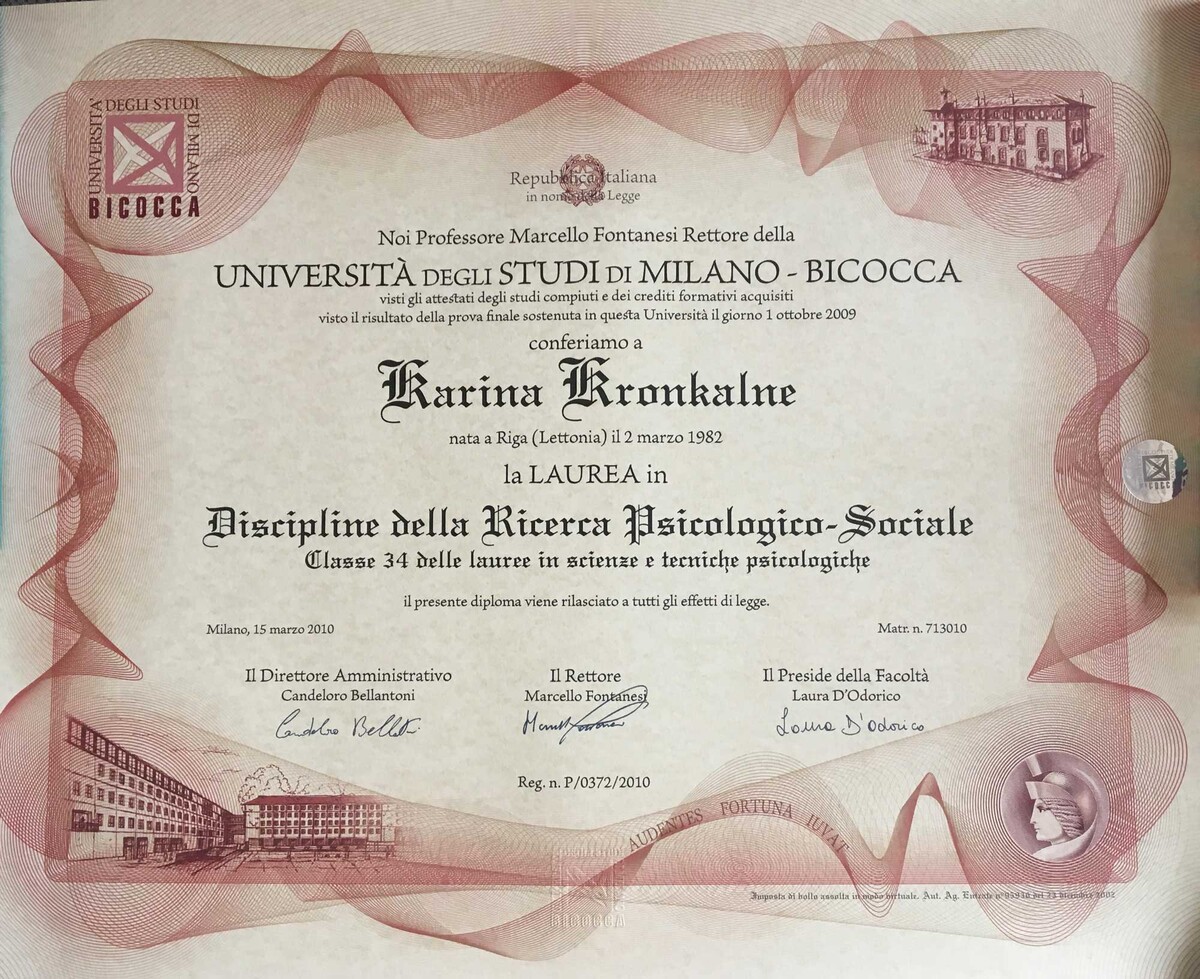 UNIVERSITÀ DEGLI STUDI DI MILANO
BICOCCA
Repubblica Italiana
in nome della Legge
Noi Professore Marcello Fontanesi Rettore della
UNIVERSITÀ DEGLI STUDI DI MILANO - BICOCCA
visti gli attestati degli studi compiuti e dei crediti formativi acquisiti
visto il risultato della prova finale sostenuta in questa Università il giorno 1 ottobre 2009
conferiamo a
Karina Kronkalne
nata a Riga (Lettonia) il 2 marzo 1982
la LAUREA in
Discipline della Ricerca Psicologico-Sociale
Classe 34 delle lauree in scienze e tecniche psicologiche
il presente diploma viene rilasciato a tutti gli effetti di legge.
Milano, 15 marzo 2010
Matr. n. 713010
Il Direttore Amministrativo
Candeloro Bellantoni
Il Rettore
Marcello Fontanesi
Il Preside della Facoltà
Laura D'Odorico
Laura D'Odorico
Reg. n. P/0372/2010
AUDENTES FORTUNA IUVAT
BICOCCA
Imposta di bollo assolta in modo virtuale. Aut. Ag. Entrate
dicembre 2002